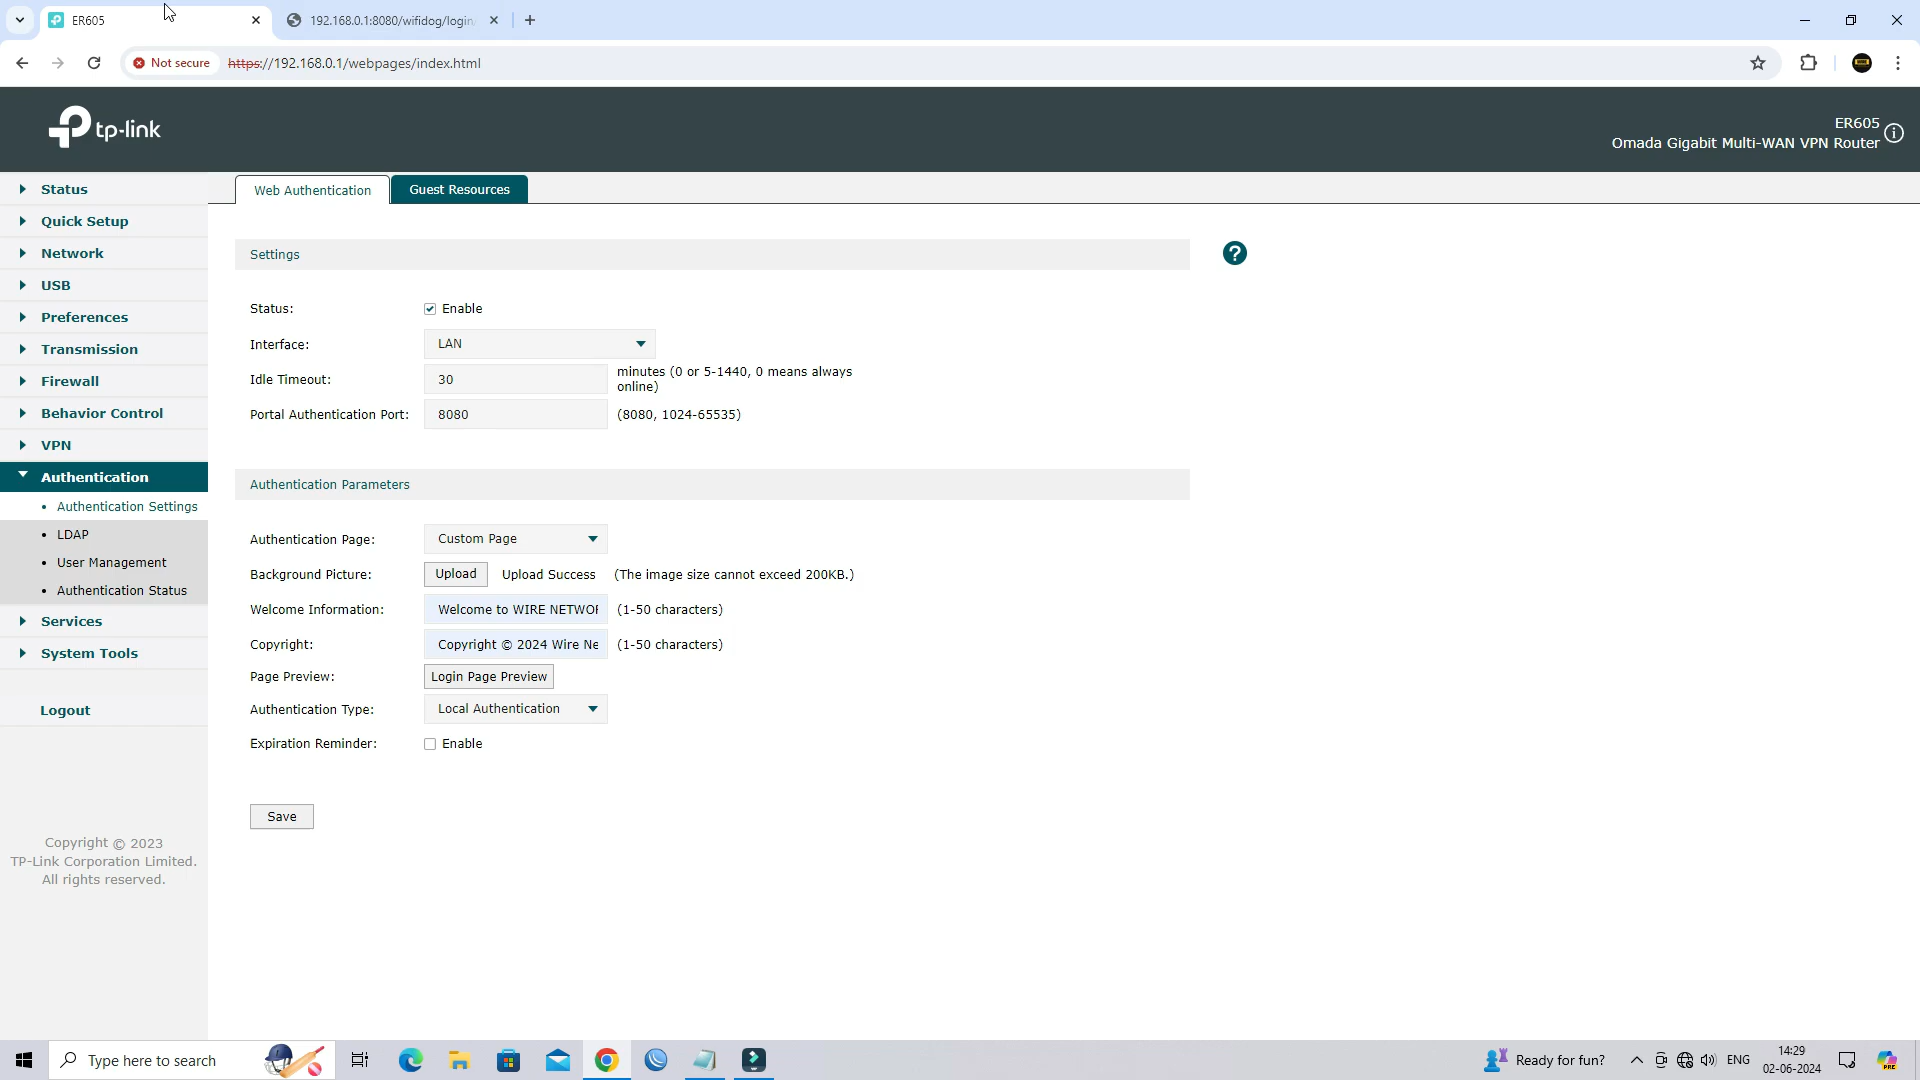 ER605
192.168.0.1:8080/wifidog/login
Not secure
https://192.168.0.1/webpages/index.html
tp-link
ER605
Omada Gigabit Multi-WAN VPN Router
Status
Quick Setup
Network
USB
Preferences
Transmission
Firewall
Behavior Control
VPN
Authentication
Authentication Settings
LDAP
User Management
Authentication Status
Services
System Tools
Logout
Copyright © 2023
TP-Link Corporation Limited.
All rights reserved.
Web Authentication
Guest Resources
Settings
?
Status: Enable
Interface: LAN
Idle Timeout: 30 minutes (0 or 5-1440, 0 means always
online)
Portal Authentication Port: 8080 (8080, 1024-65535)
Authentication Parameters
Authentication Page: Custom Page
Background Picture: Upload Upload Success (The image size cannot exceed 200KB.)
Welcome Information: Welcome to WIRE NETWO (1-50 characters)
Copyright: Copyright © 2024 Wire Ne (1-50 characters)
Page Preview: Login Page Preview
Authentication Type: Local Authentication
Expiration Reminder: Enable
Save
Type here to search
Ready for fun?
ENG
14:29
02-06-2024
PRE